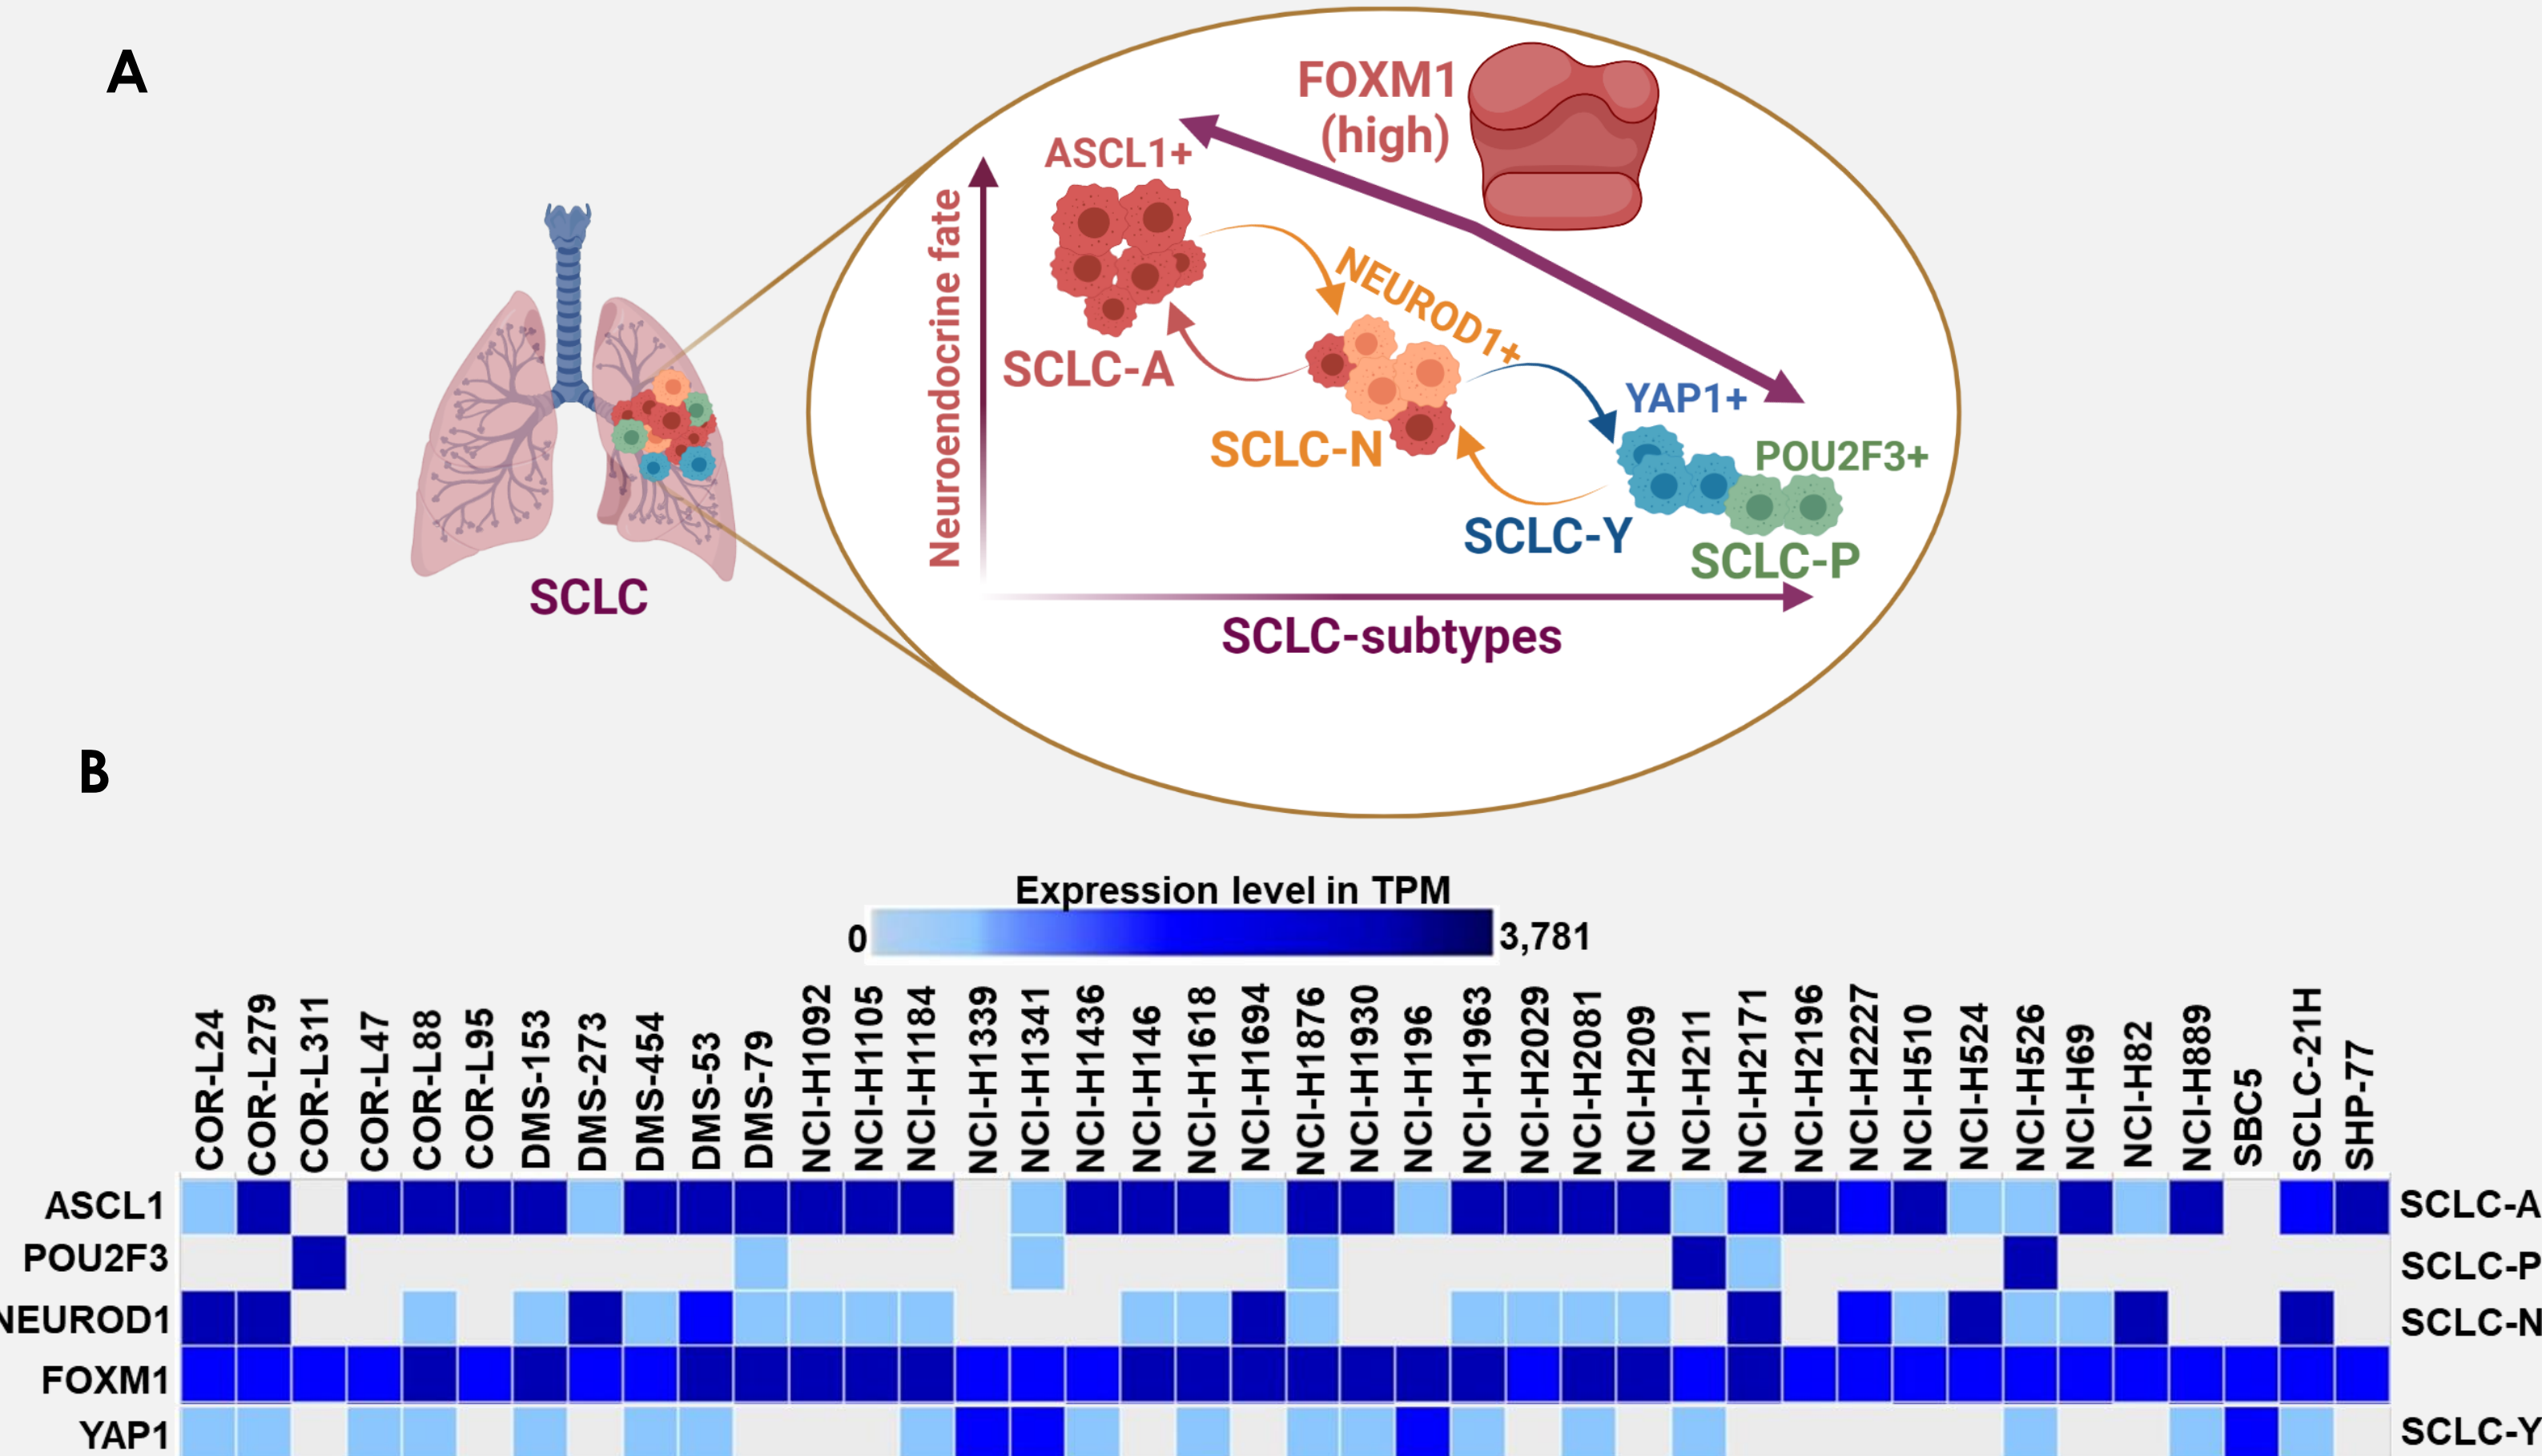 A
FOXM1
(high)
ASCL1+
Neuroendocrine fate
NEUROD1+
SCLC-A
YAP1+
SCLC-N
POU2F3+
SCLC-Y
SCLC-P
SCLC
SCLC-subtypes
B
Expression level in TPM
0
3,781
COR-L24
COR-L279
COR-L311
COR-L47
COR-L88
COR-L95
DMS-153
DMS-273
DMS-454
DMS-53
DMS-79
NCI-H1092
NCI-H1105
NCI-H1184
NCI-H1339
NCI-H1341
NCI-H1436
NCI-H146
NCI-H1618
NCI-H1694
NCI-H1876
NCI-H1930
NCI-H196
NCI-H1963
NCI-H2029
NCI-H2081
NCI-H209
NCI-H211
NCI-H2171
NCI-H2196
NCI-H2227
NCI-H510
NCI-H524
NCI-H526
NCI-H69
NCI-H82
NCI-H889
SBC5
SCLC-21H
SHP-77
ASCL1 SCLC-A
POU2F3 SCLC-P
NEUROD1 SCLC-N
FOXM1
YAP1 SCLC-Y